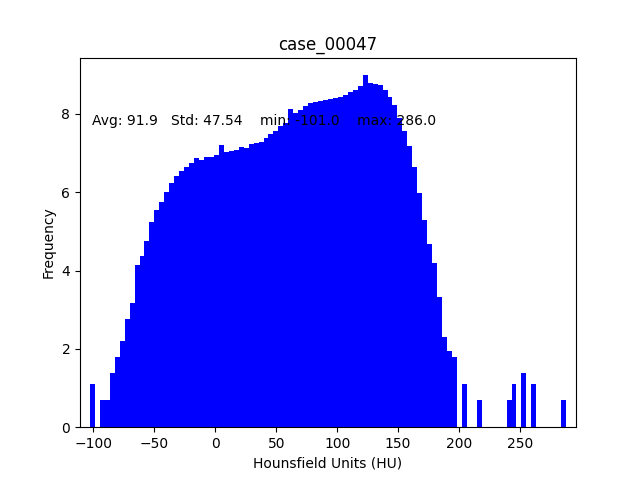 case_00047
Avg: 91.9 Std: 47.54 min: -101.0 max: 286.0
8
6
4
2
0
Frequency
−100 −50 0 50 100 150 200 250
Hounsfield Units (HU)